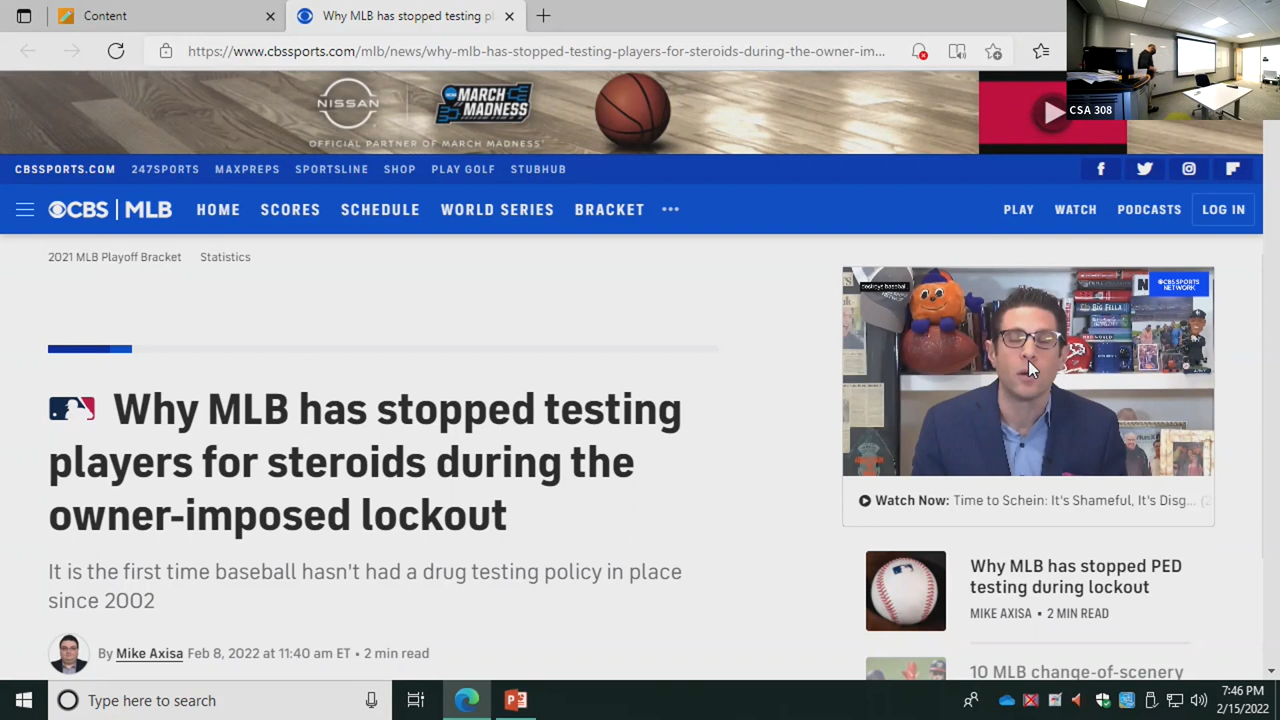 Content
Why MLB has stopped testing pl
https://www.cbssports.com/mlb/news/why-mlb-has-stopped-testing-players-for-steroids-during-the-owner-im...
CSA 308
NISSAN
MARCH MADNESS
OFFICIAL PARTNER OF MARCH MADNESS
CBSSPORTS.COM 247SPORTS MAXPREPS SPORTSLINE SHOP PLAY GOLF STUBHUB
CBS | MLB HOME SCORES SCHEDULE WORLD SERIES BRACKET ••• PLAY WATCH PODCASTS LOG IN
2021 MLB Playoff Bracket Statistics
CBS SPORTS NETWORK
BIG FELLA
Why MLB has stopped testing
players for steroids during the
owner-imposed lockout
It is the first time baseball hasn't had a drug testing policy in place
since 2002
By Mike Axisa Feb 8, 2022 at 11:40 am ET • 2 min read
Watch Now: Time to Schein: It's Shameful, It's Disg...
Why MLB has stopped PED
testing during lockout
MIKE AXISA • 2 MIN READ
10 MLB change-of-scenery
Type here to search
7:46 PM
2/15/2022